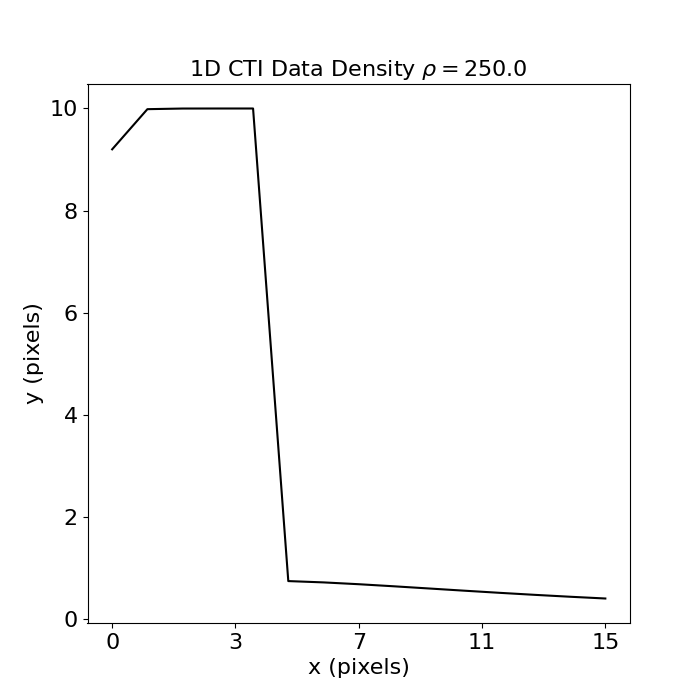 1D CTI Data Density ρ = 250.0
10
8
6
4
2
0
y (pixels)
0 3 7 11 15
x (pixels)